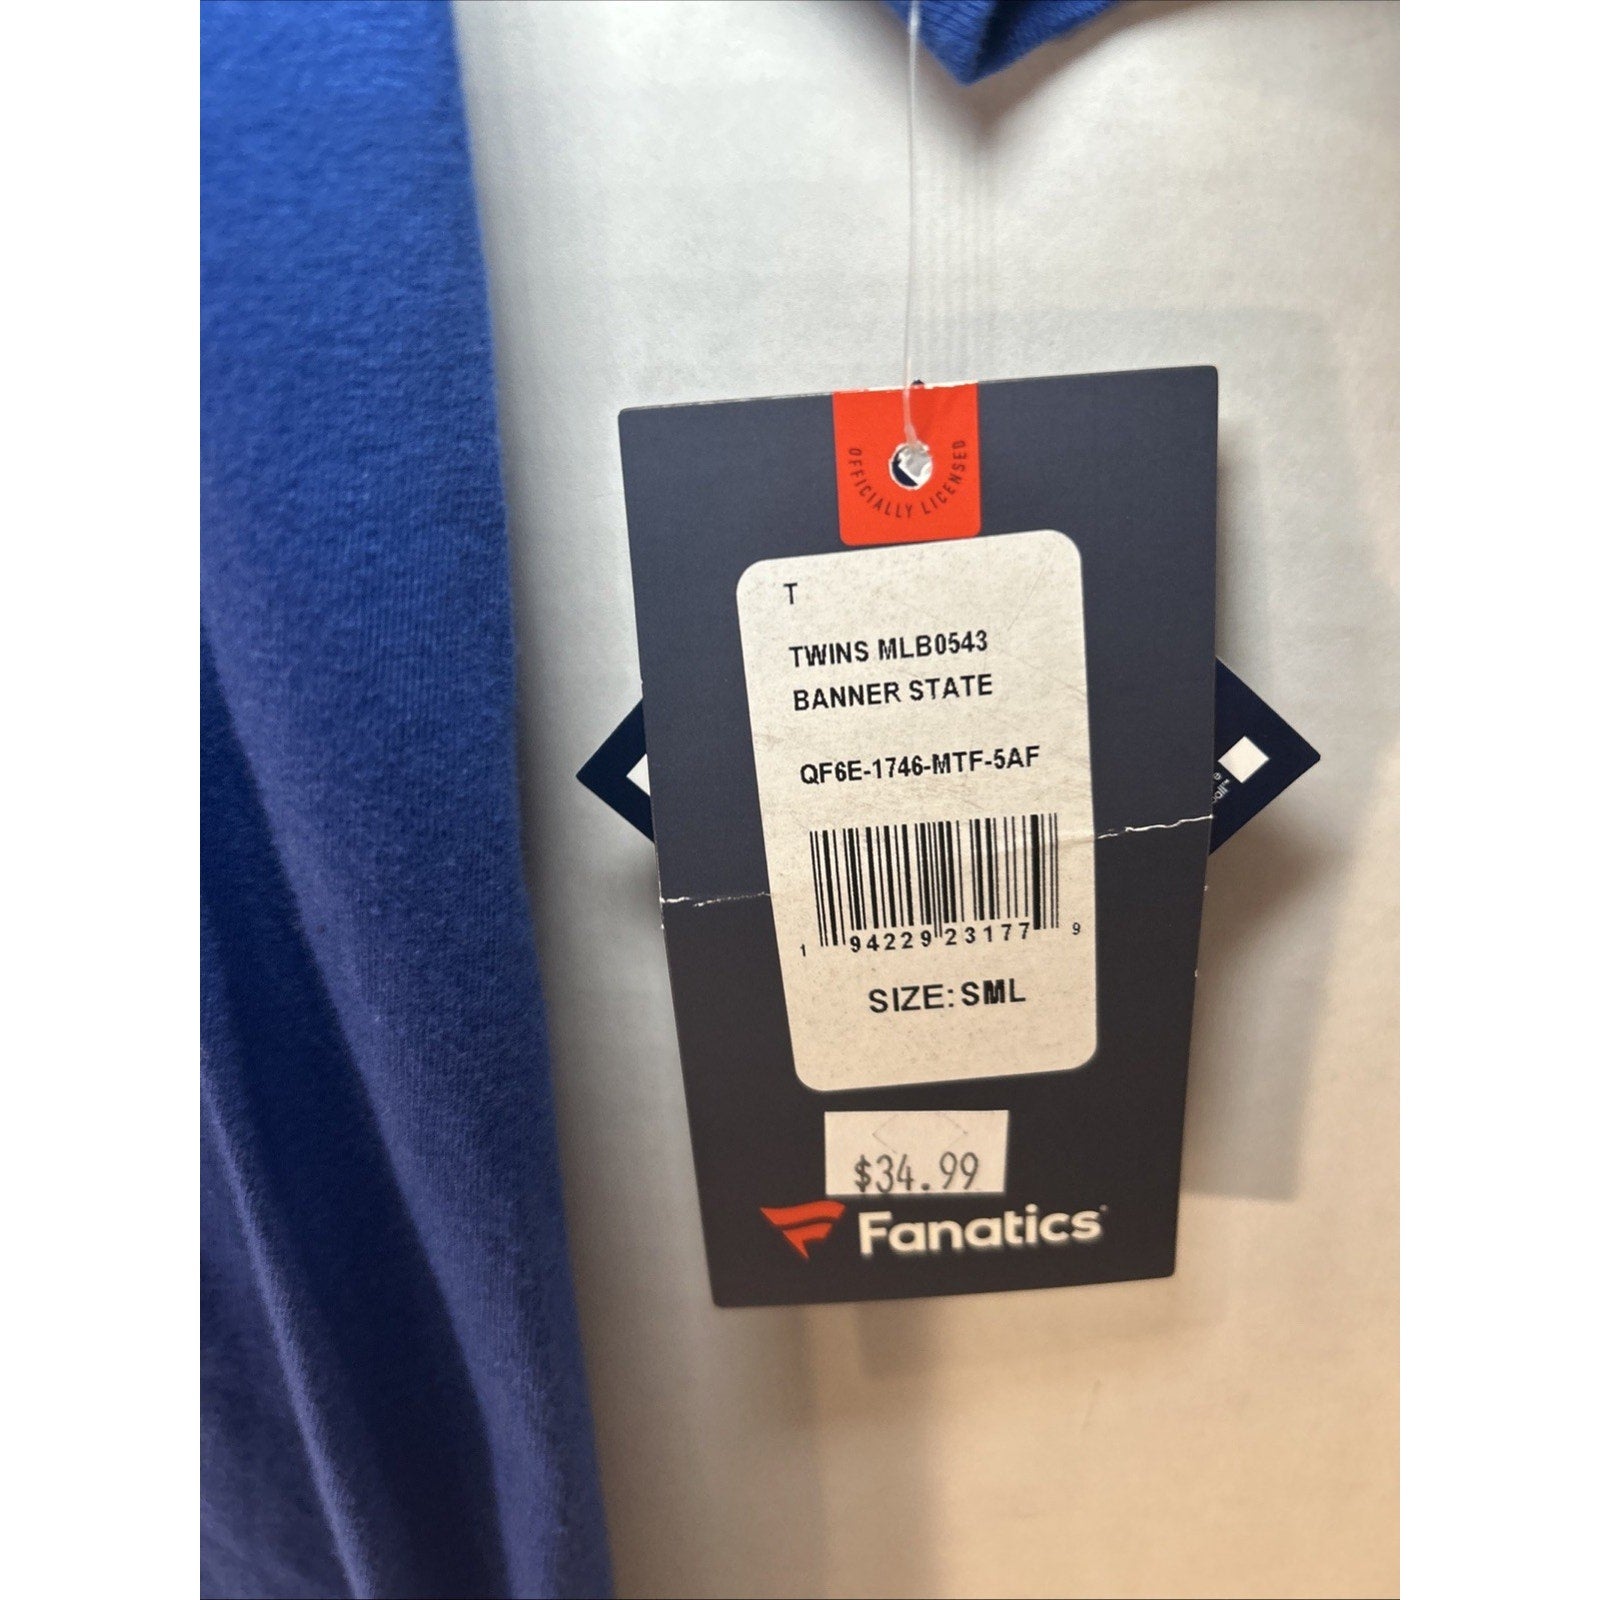 OFFICIALLY LICENSED
T
TWINS MLB0543
BANNER STATE
QF6E-1746-MTF-5AF
1 94229 23177 9
SIZE: SML
$34.99
Fanatics